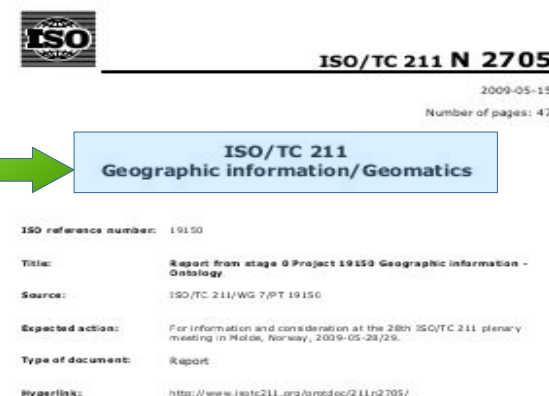 ISO
ISO/TC 211 N 2705
2009-05-15
Number of pages: 47
ISO/TC 211
Geographic information/Geomatics
ISO reference number: 19150
Title: Report from stage 0 Project 19150 Geographic information -
Ontology
Source: ISO/TC 211/WG 7/PT 19150
Expected action: For information and consideration at the 28th ISO/TC 211 plenary
meeting in Molde, Norway, 2009-05-28/29.
Type of document: Report
Hyperlink: http://www.isotc211.org/protdoc/211n2705/